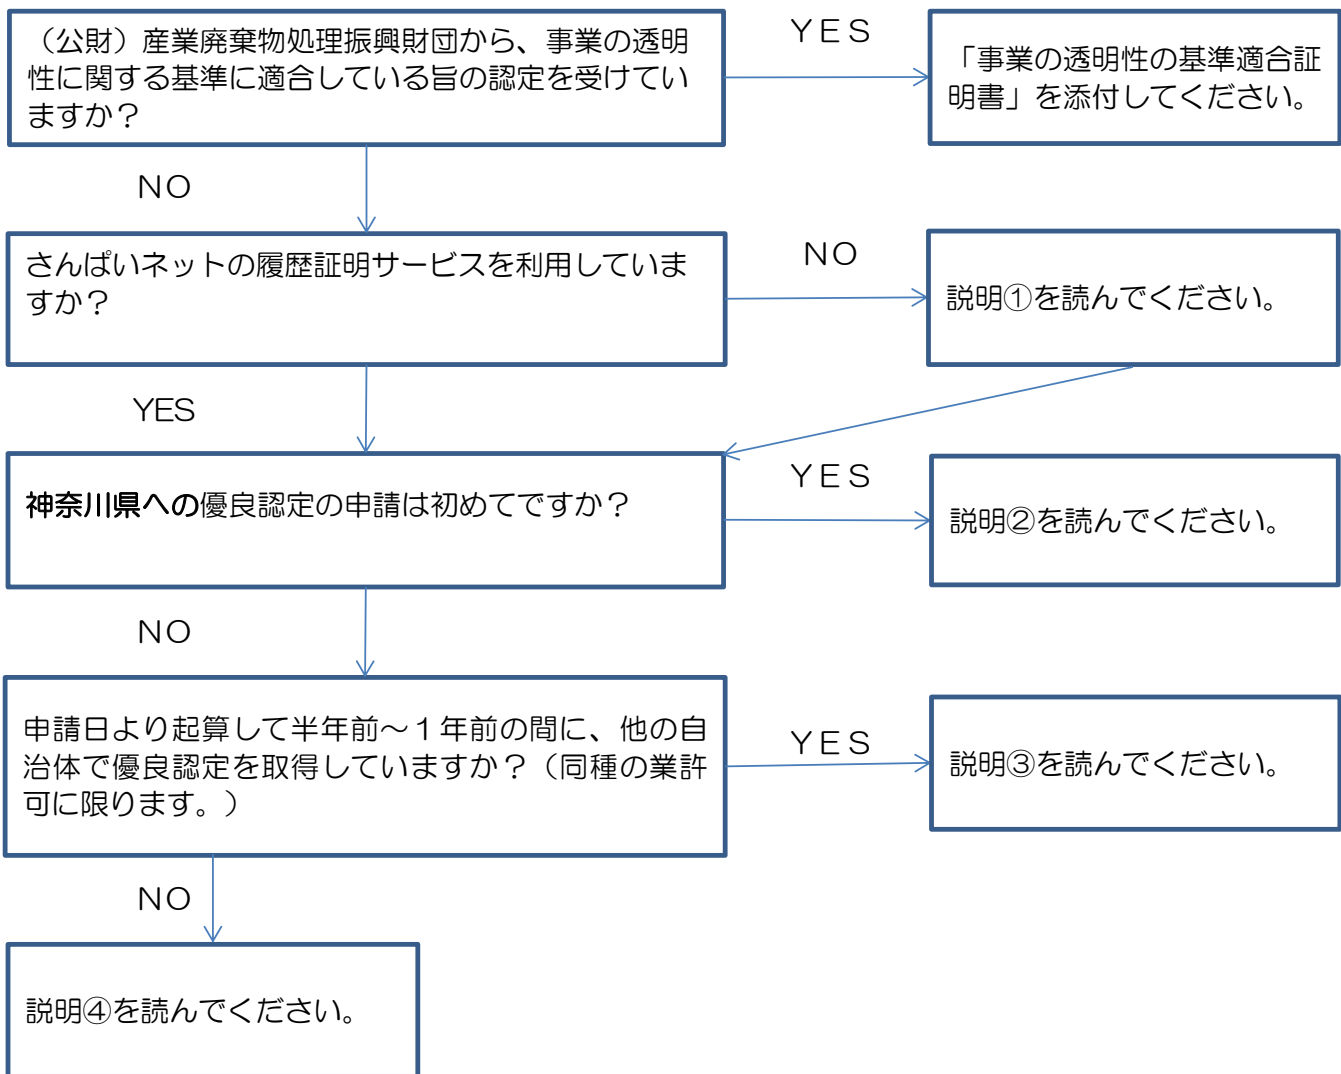 （公財）産業廃棄物処理振興財団から、事業の透明
性に関する基準に適合している旨の認定を受けてい
ますか？
ＹＥＳ
「事業の透明性の基準適合証
明書」を添付してください。
ＮＯ
さんぱいネットの履歴証明サービスを利用していま
すか？
ＮＯ
説明①を読んでください。
YES
神奈川県への優良認定の申請は初めてですか？
ＹＥＳ
説明②を読んでください。
ＮＯ
申請日より起算して半年前～１年前の間に、他の自
治体で優良認定を取得していますか？（同種の業許
可に限ります。）
ＹＥＳ
説明③を読んでください。
ＮＯ
説明④を読んでください。